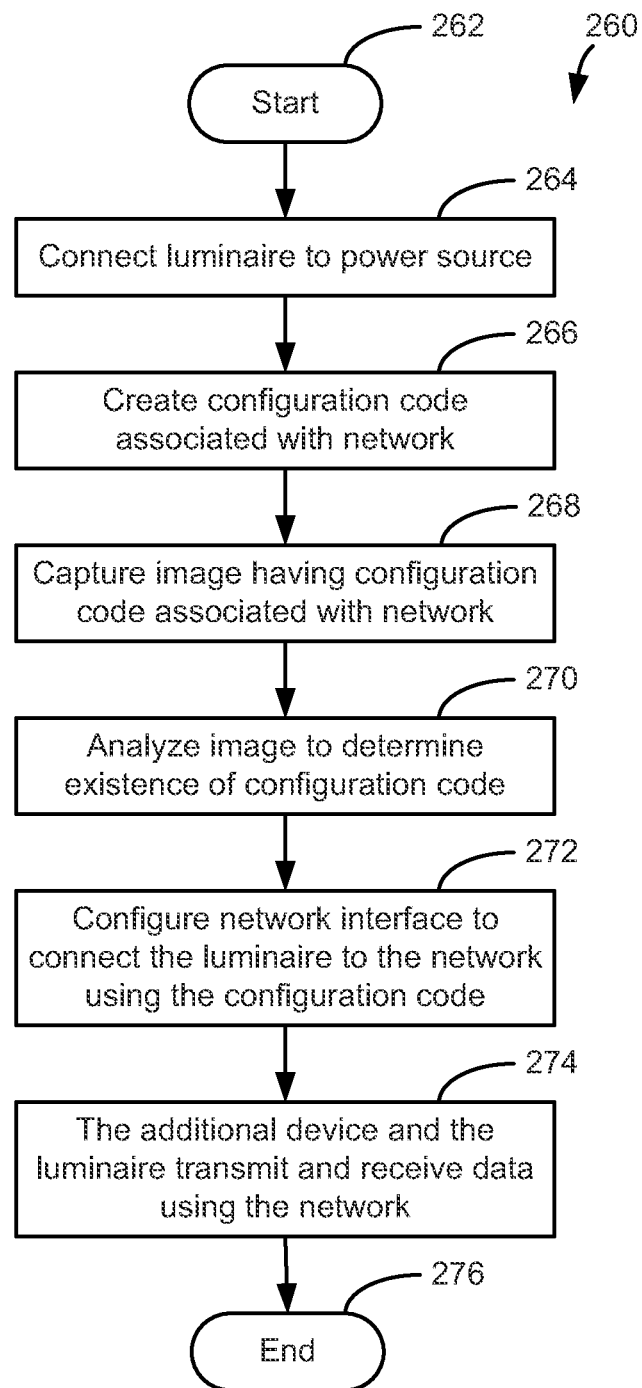 262
260
Start
264
Connect luminaire to power source
266
Create configuration code
associated with network
268
Capture image having configuration
code associated with network
270
Analyze image to determine
existence of configuration code
272
Configure network interface to
connect the luminaire to the network
using the configuration code
274
The additional device and the
luminaire transmit and receive data
using the network
276
End